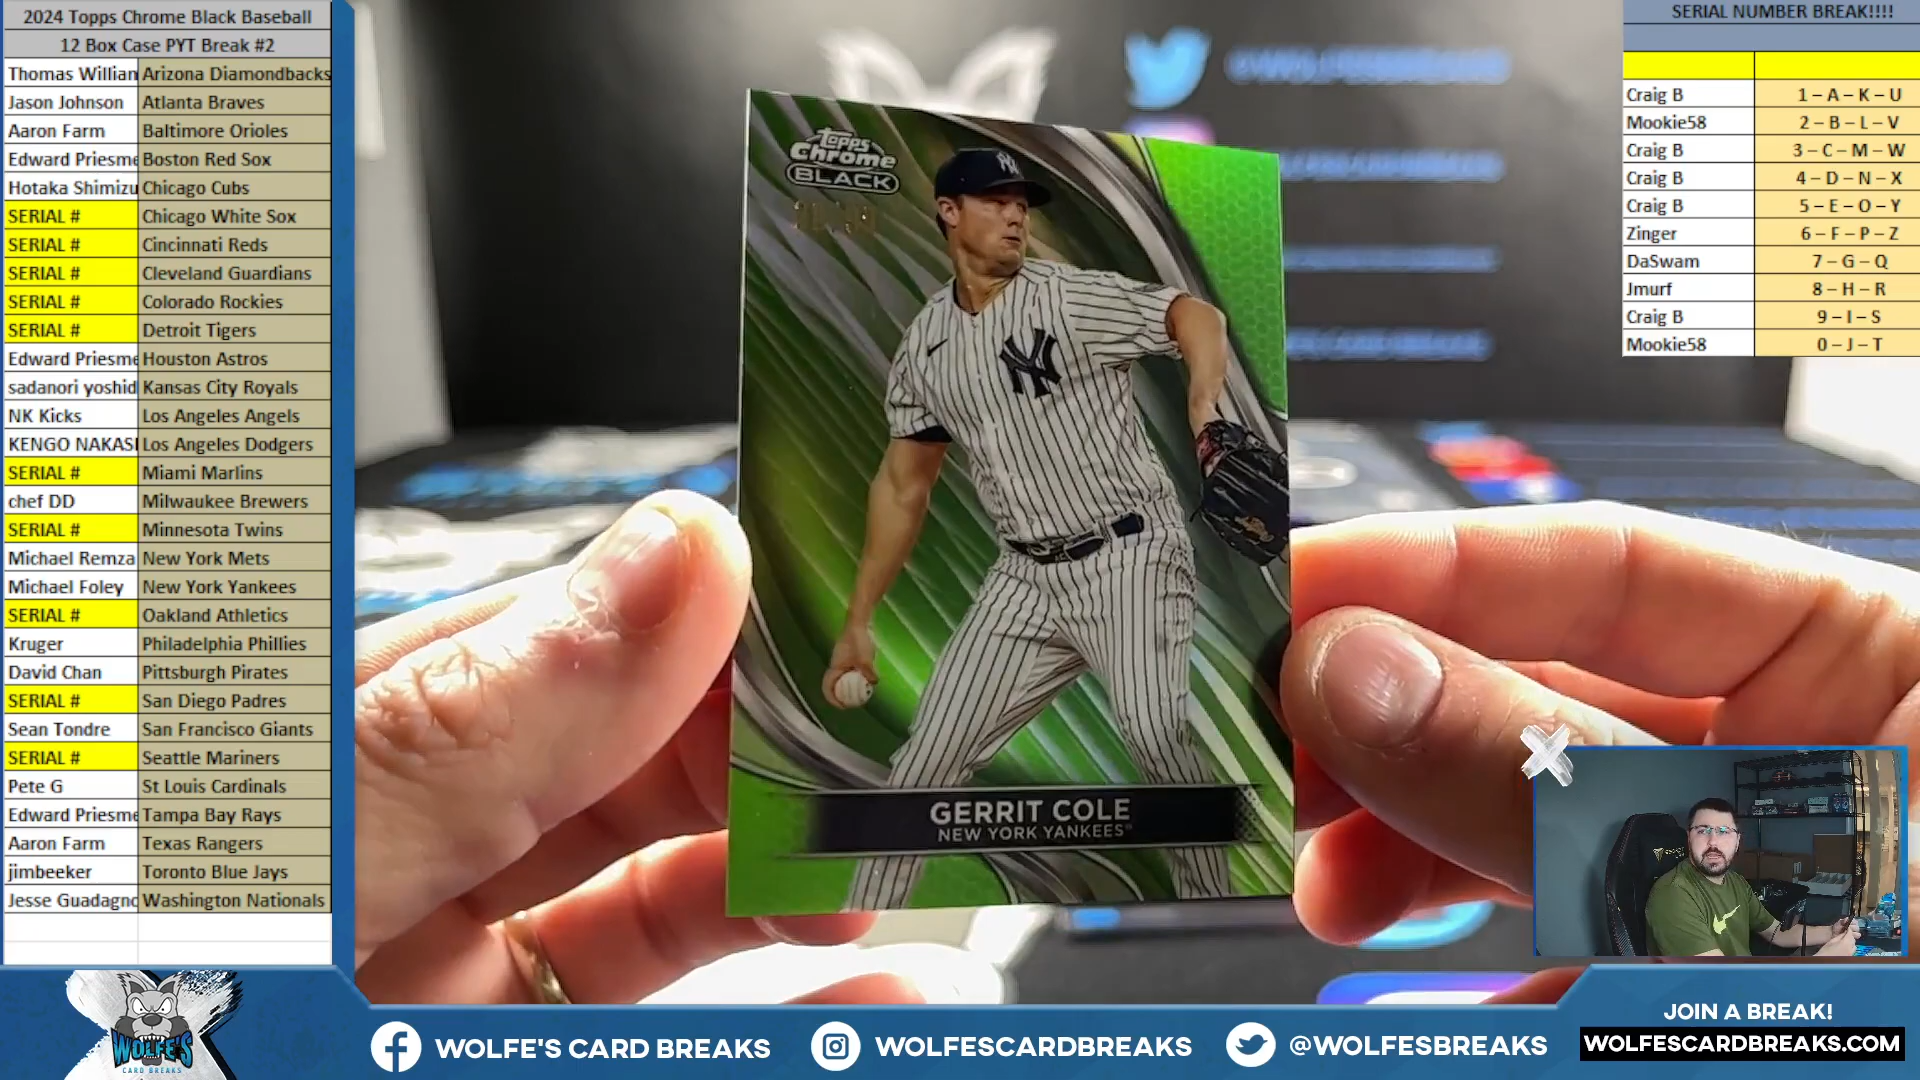 2024 Topps Chrome Black Baseball
12 Box Case PYT Break #2
Thomas Willian Arizona Diamondbacks
Jason Johnson Atlanta Braves
Aaron Farm Baltimore Orioles
Edward Priesme Boston Red Sox
Hotaka Shimizu Chicago Cubs
SERIAL # Chicago White Sox
SERIAL # Cincinnati Reds
SERIAL # Cleveland Guardians
SERIAL # Colorado Rockies
SERIAL # Detroit Tigers
Edward Priesme Houston Astros
sadanori yoshid Kansas City Royals
NK Kicks Los Angeles Angels
KENGO NAKASI Los Angeles Dodgers
SERIAL # Miami Marlins
chef DD Milwaukee Brewers
SERIAL # Minnesota Twins
Michael Remza New York Mets
Michael Foley New York Yankees
SERIAL # Oakland Athletics
Kruger Philadelphia Phillies
David Chan Pittsburgh Pirates
SERIAL # San Diego Padres
Sean Tondre San Francisco Giants
SERIAL # Seattle Mariners
Pete G St Louis Cardinals
Edward Priesme Tampa Bay Rays
Aaron Farm Texas Rangers
jimbeeker Toronto Blue Jays
Jesse Guadagno Washington Nationals
Topps
Chrome
BLACK
NY
NY
GERRIT COLE
NEW YORK YANKEES
SERIAL NUMBER BREAK!!!!
Craig B 1 – A – K – U
Mookie58 2 – B – L – V
Craig B 3 – C – M – W
Craig B 4 – D – N – X
Craig B 5 – E – O – Y
Zinger 6 – F – P – Z
DaSwam 7 – G – Q
Jmurf 8 – H – R
Craig B 9 – I – S
Mookie58 0 – J – T
WOLFE'S
CARD BREAKS
WOLFE'S CARD BREAKS
WOLFESCARDBREAKS
@WOLFESBREAKS
JOIN A BREAK!
WOLFESCARDBREAKS.COM